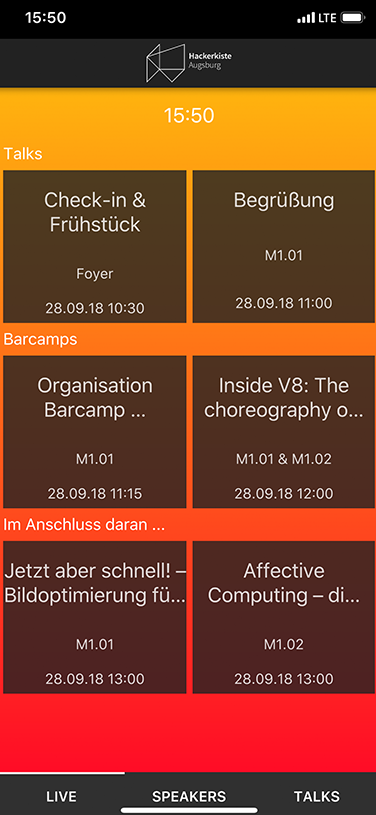 15:50
LTE
Hackerkiste
Augsburg
15:50
Talks
Check-in &
Frühstück
Foyer
28.09.18 10:30
Begrüßung
M1.01
28.09.18 11:00
Barcamps
Organisation
Barcamp ...
M1.01
28.09.18 11:15
Inside V8: The
choreography o...
M1.01 & M1.02
28.09.18 12:00
Im Anschluss daran ...
Jetzt aber schnell! –
Bildoptimierung fü...
M1.01
28.09.18 13:00
Affective
Computing – di...
M1.02
28.09.18 13:00
LIVE
SPEAKERS
TALKS